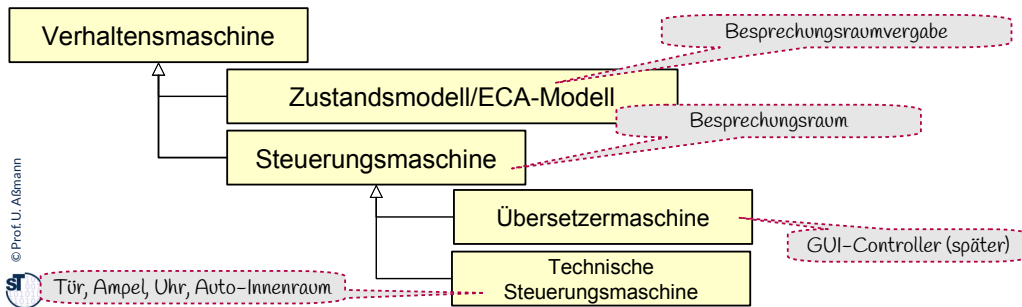 Verhaltensmaschine
Besprechungsraumvergabe
Zustandsmodell/ECA-Modell
Besprechungsraum
Steuerungsmaschine
Übersetzermaschine
GUI-Controller (später)
Technische
Steuerungsmaschine
Tür, Ampel, Uhr, Auto-Innenraum
© Prof. U. Aßmann
ST